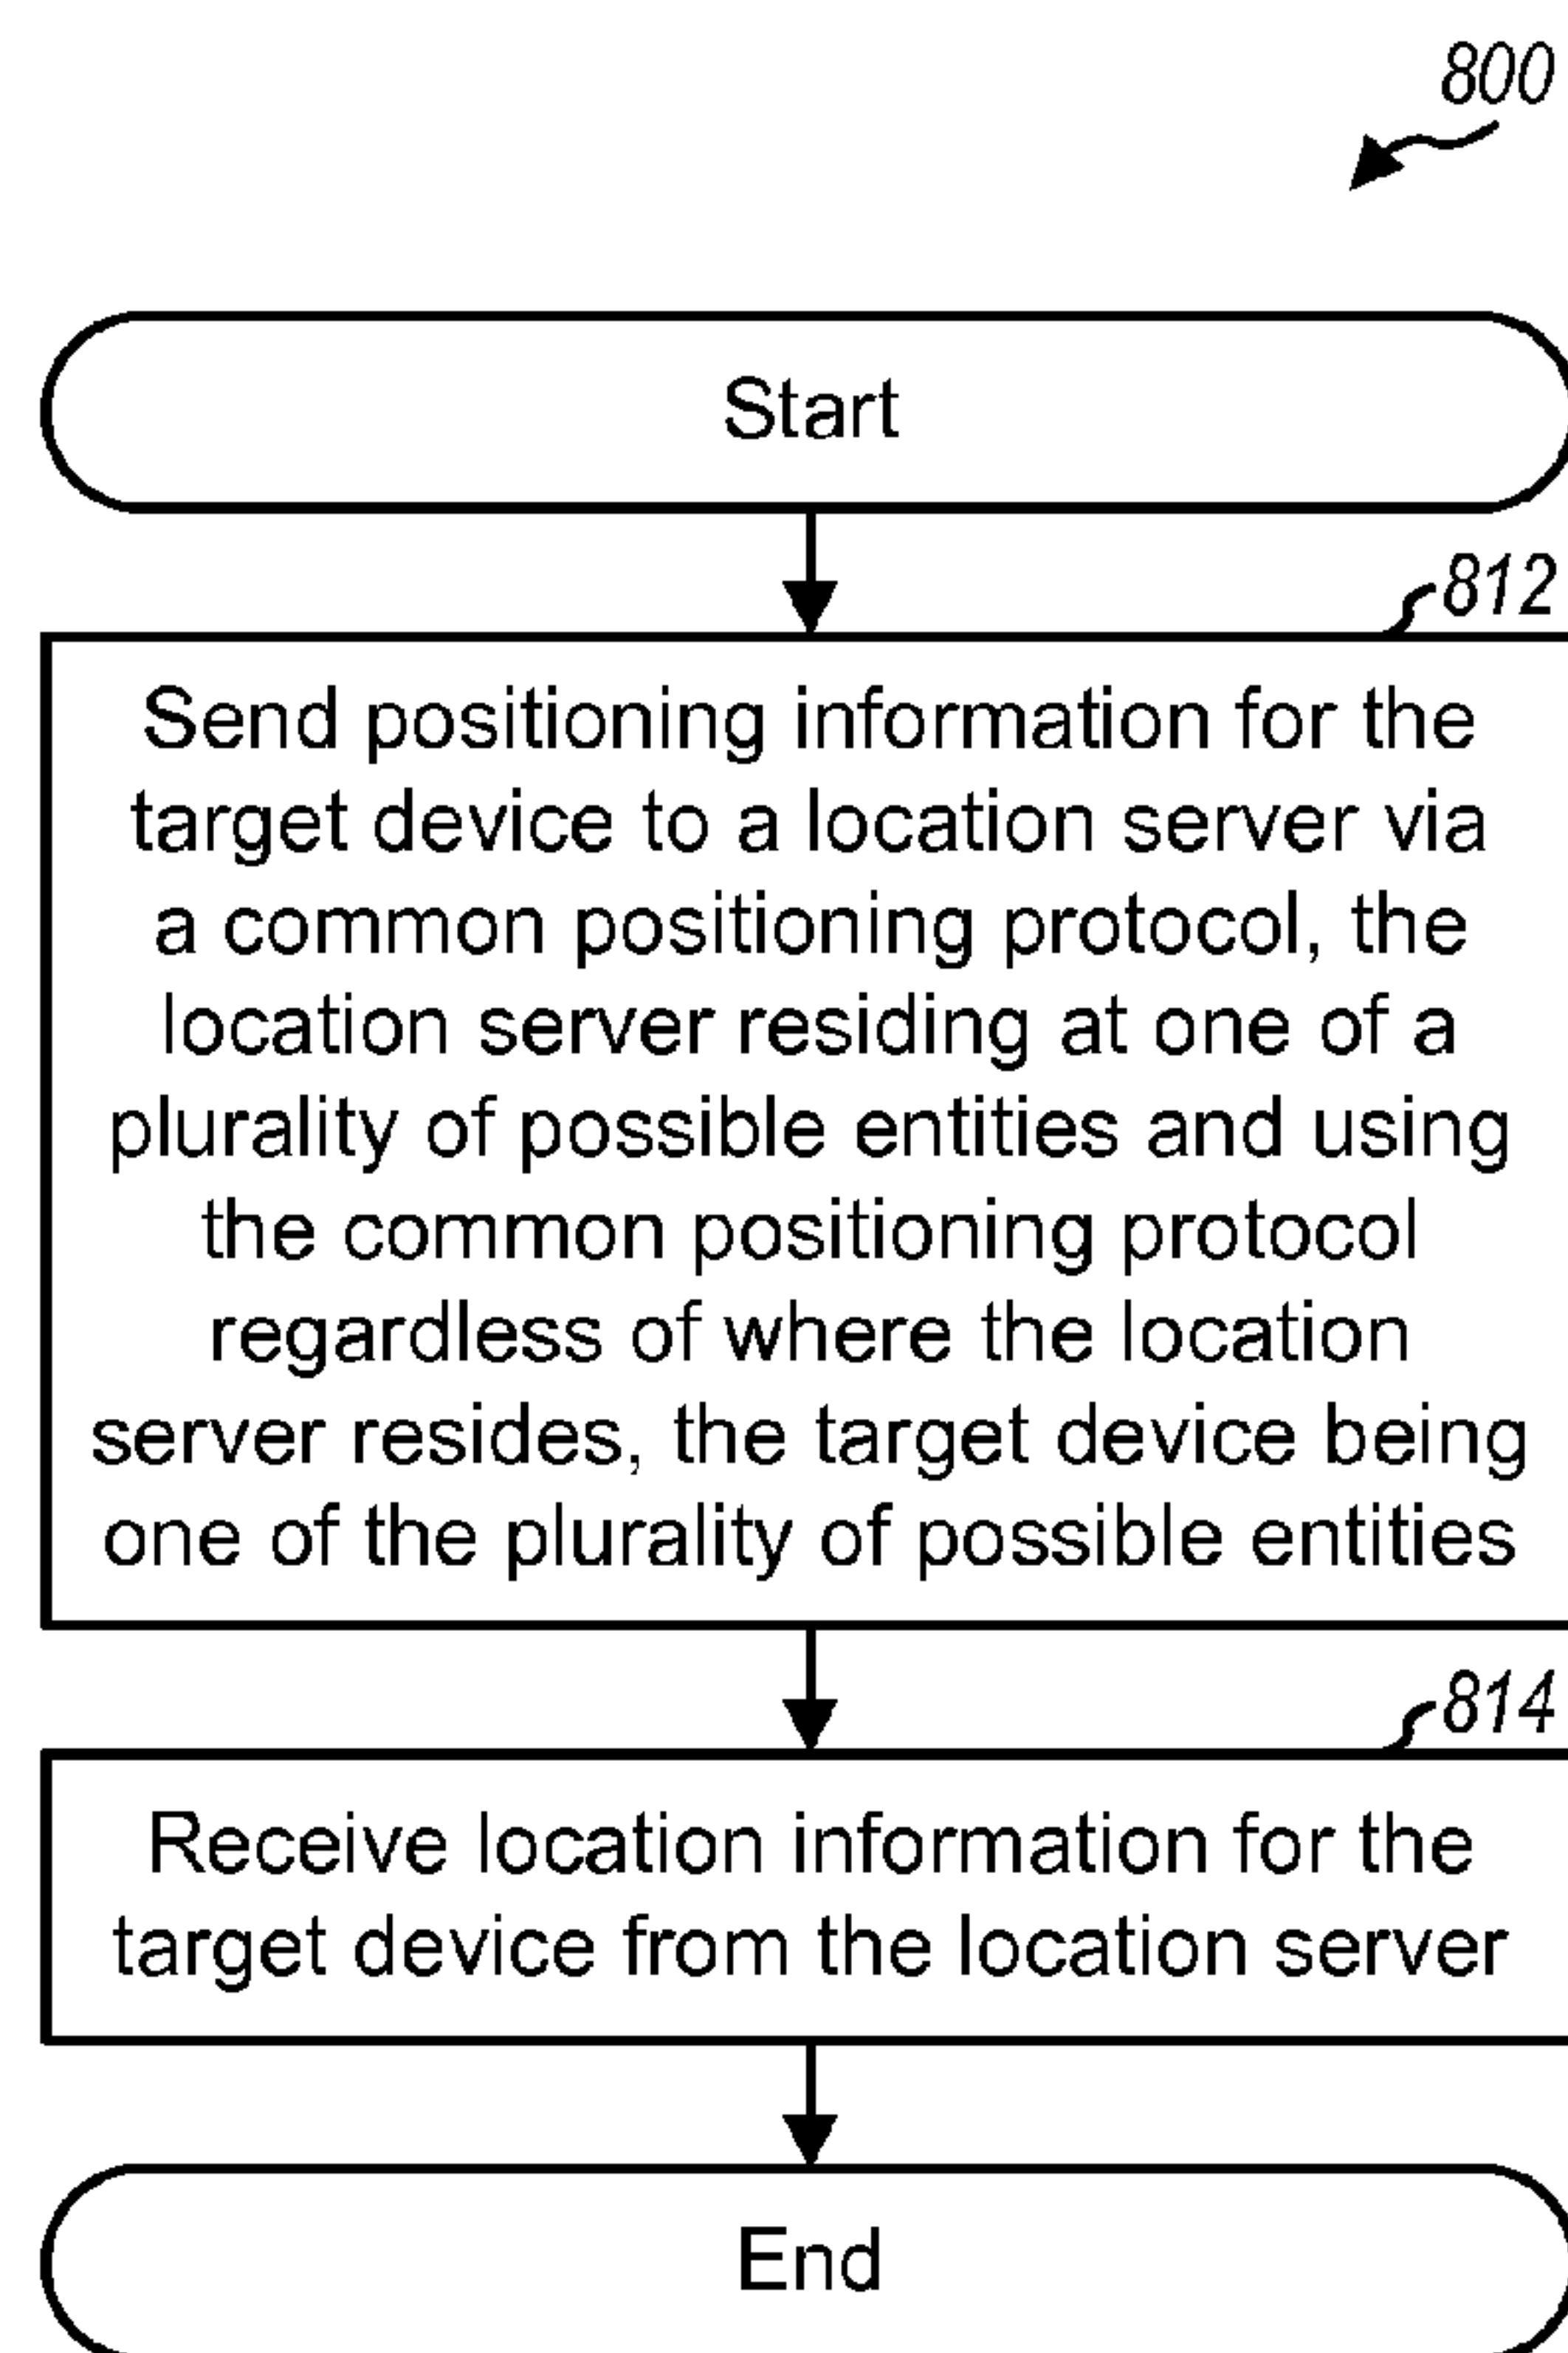 800
Start
812
Send positioning information for the
target device to a location server via
a common positioning protocol, the
location server residing at one of a
plurality of possible entities and using
the common positioning protocol
regardless of where the location
server resides, the target device being
one of the plurality of possible entities
814
Receive location information for the
target device from the location server
End